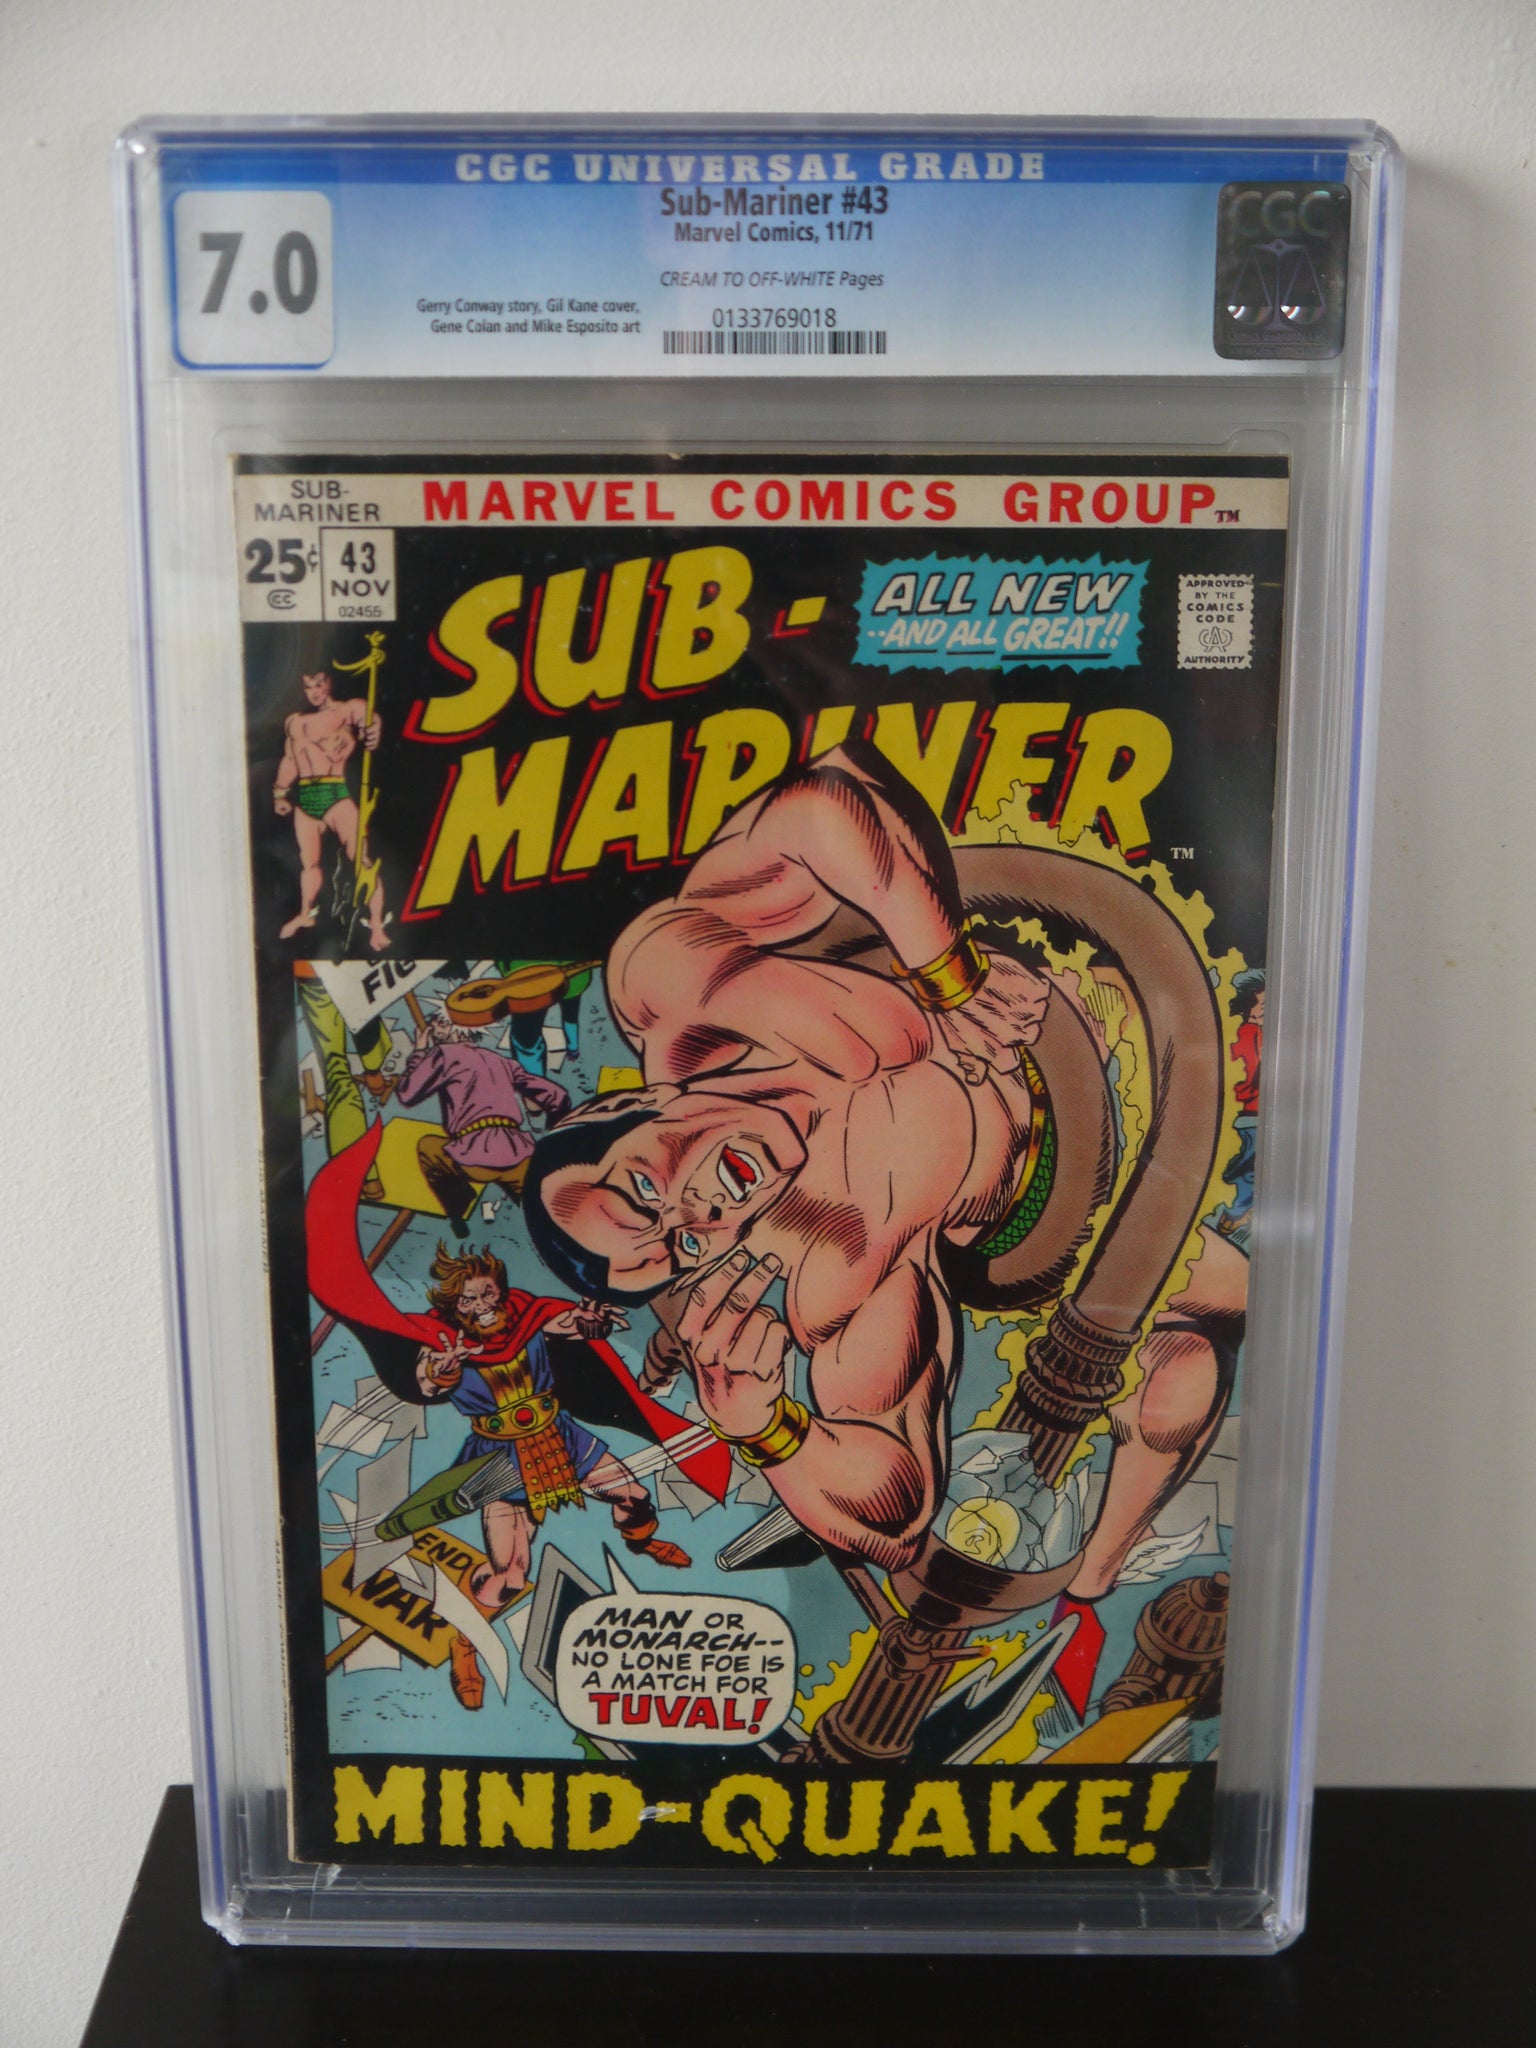 CGC UNIVERSAL GRADE
7.0
Sub-Mariner #43
Marvel Comics, 11/71
CREAM TO OFF-WHITE Pages
Gerry Conway story, Gil Kane cover,
Gene Colan and Mike Esposito art
0133769018
CGC
SUB-
MARINER
MARVEL COMICS GROUP TM
25¢
43
NOV
CC
02455
SUB-
MARINER
TM
ALL NEW
--AND ALL GREAT!!
APPROVED
BY THE
COMICS
CODE
CA
AUTHORITY
END
WAR
MAN OR
MONARCH--
NO LONE FOE IS
A MATCH FOR
TUVAL!
MIND-QUAKE!